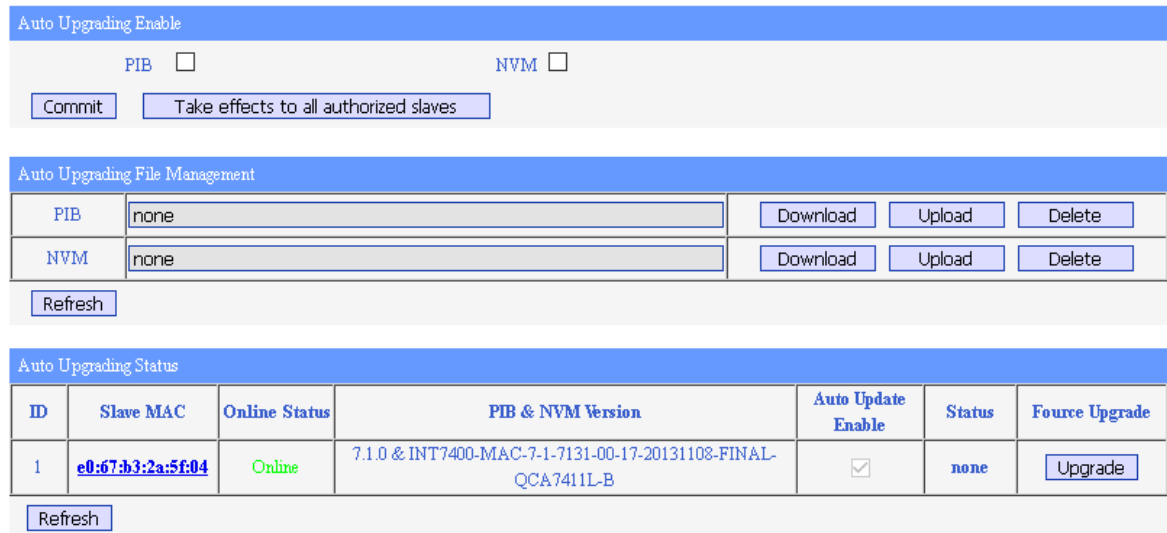 Auto Upgrading Enable
PIB NVM
Commit Take effects to all authorized slaves
Auto Upgrading File Management
PIB none Download Upload Delete
NVM none Download Upload Delete
Refresh
Auto Upgrading Status
ID Slave MAC Online Status PIB & NVM Version Auto Update Enable Status Fource Upgrade
1 e0:67:b3:2a:5f:04 Online 7.1.0 & INT7400-MAC-7-1-7131-00-17-20131108-FINAL-QCA7411L-B none Upgrade
Refresh